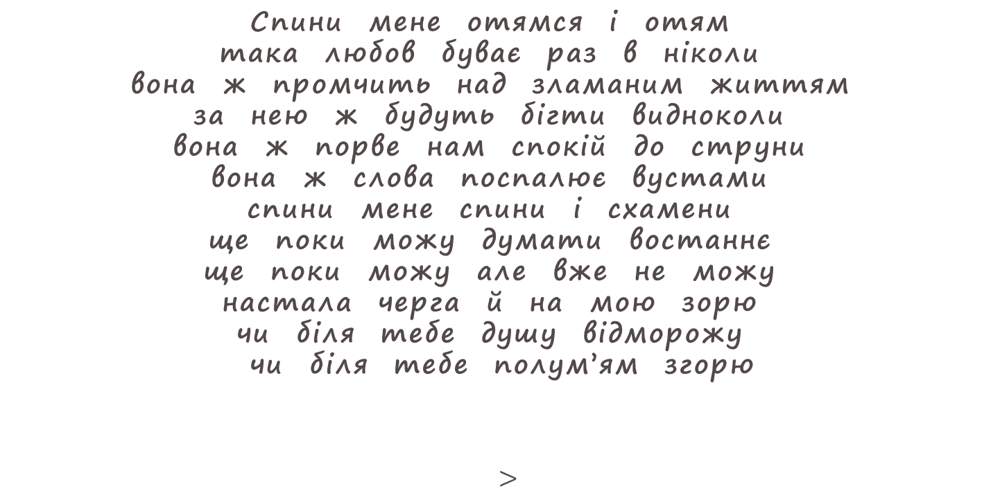 Спини мене отямся і отям
така любов буває раз в ніколи
вона ж промчить над зламаним життям
за нею ж будуть бігти видноколи
вона ж порве нам спокій до струни
вона ж слова поспалює вустами
спини мене спини і схамени
ще поки можу думати востаннє
ще поки можу але вже не можу
настала черга й на мою зорю
чи біля тебе душу відморожу
чи біля тебе полум’ям згорю
>